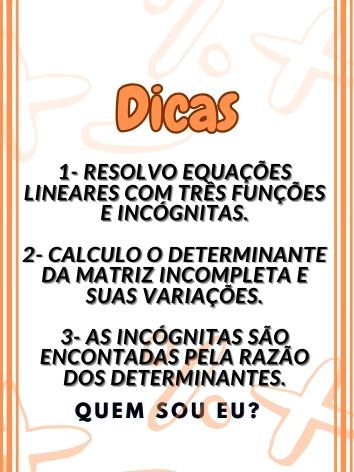 Dicas
1- RESOLVO EQUAÇÕES
LINEARES COM TRÊS FUNÇÕES
E INCÓGNITAS.
2- CALCULO O DETERMINANTE
DA MATRIZ INCOMPLETA E
SUAS VARIAÇÕES.
3- AS INCÓGNITAS SÃO
ENCONTADAS PELA RAZÃO
DOS DETERMINANTES.
QUEM SOU EU?